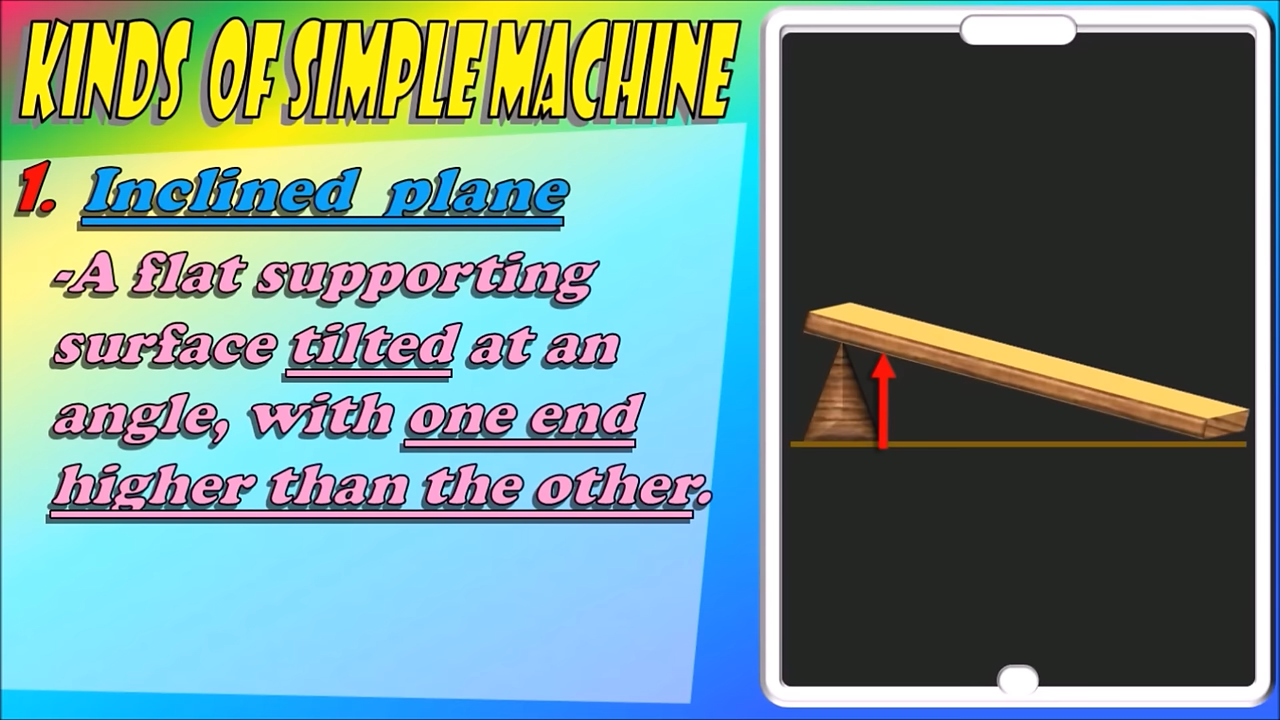 KINDS OF SIMPLE MACHINE
1. Inclined plane
-A flat supporting
surface tilted at an
angle, with one end
higher than the other.